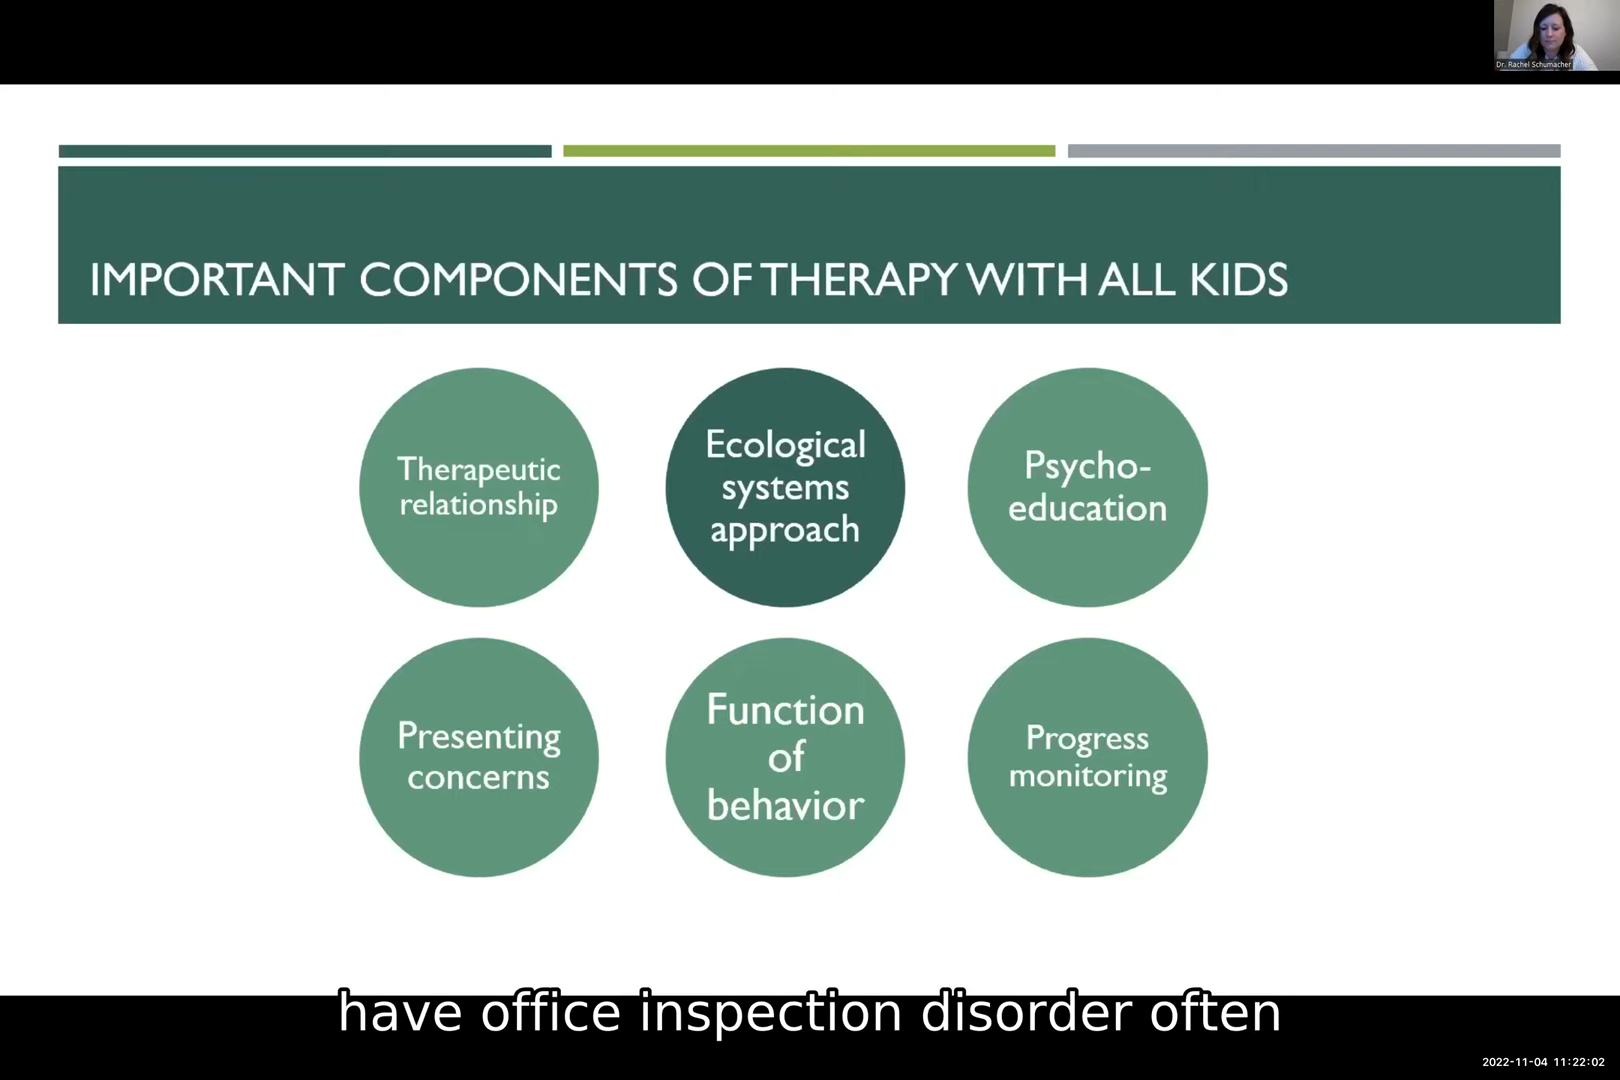 Dr. Rachel Schumacher
IMPORTANT COMPONENTS OF THERAPY WITH ALL KIDS
Therapeutic
relationship
Ecological
systems
approach
Psycho-
education
Presenting
concerns
Function
of
behavior
Progress
monitoring
have office inspection disorder often
2022-11-04 11:22:02